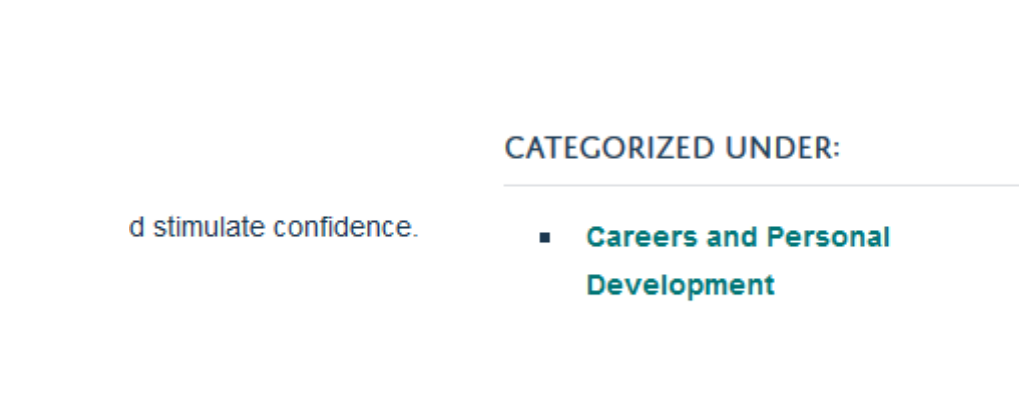 CATEGORIZED UNDER:
d stimulate confidence.
▪ Careers and Personal
Development